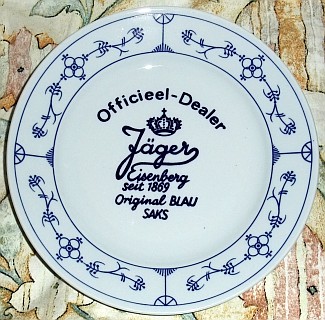 Officieel-Dealer
Jäger
Eisenberg
seit 1869
Original BLAU
SAKS